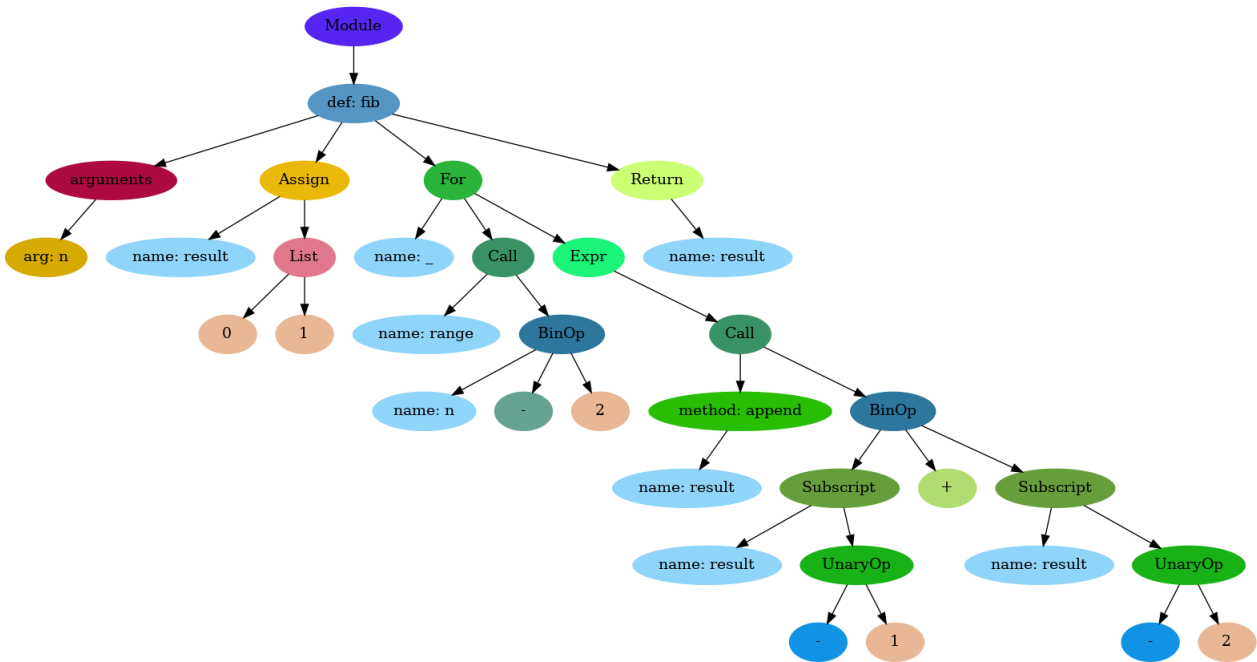 Module
def: fib
arguments
Assign
For
Return
arg: n
name: result
List
name: _
Call
Expr
name: result
0
1
name: range
BinOp
Call
name: n
-
2
method: append
BinOp
name: result
Subscript
+
Subscript
name: result
UnaryOp
name: result
UnaryOp
-
1
-
2